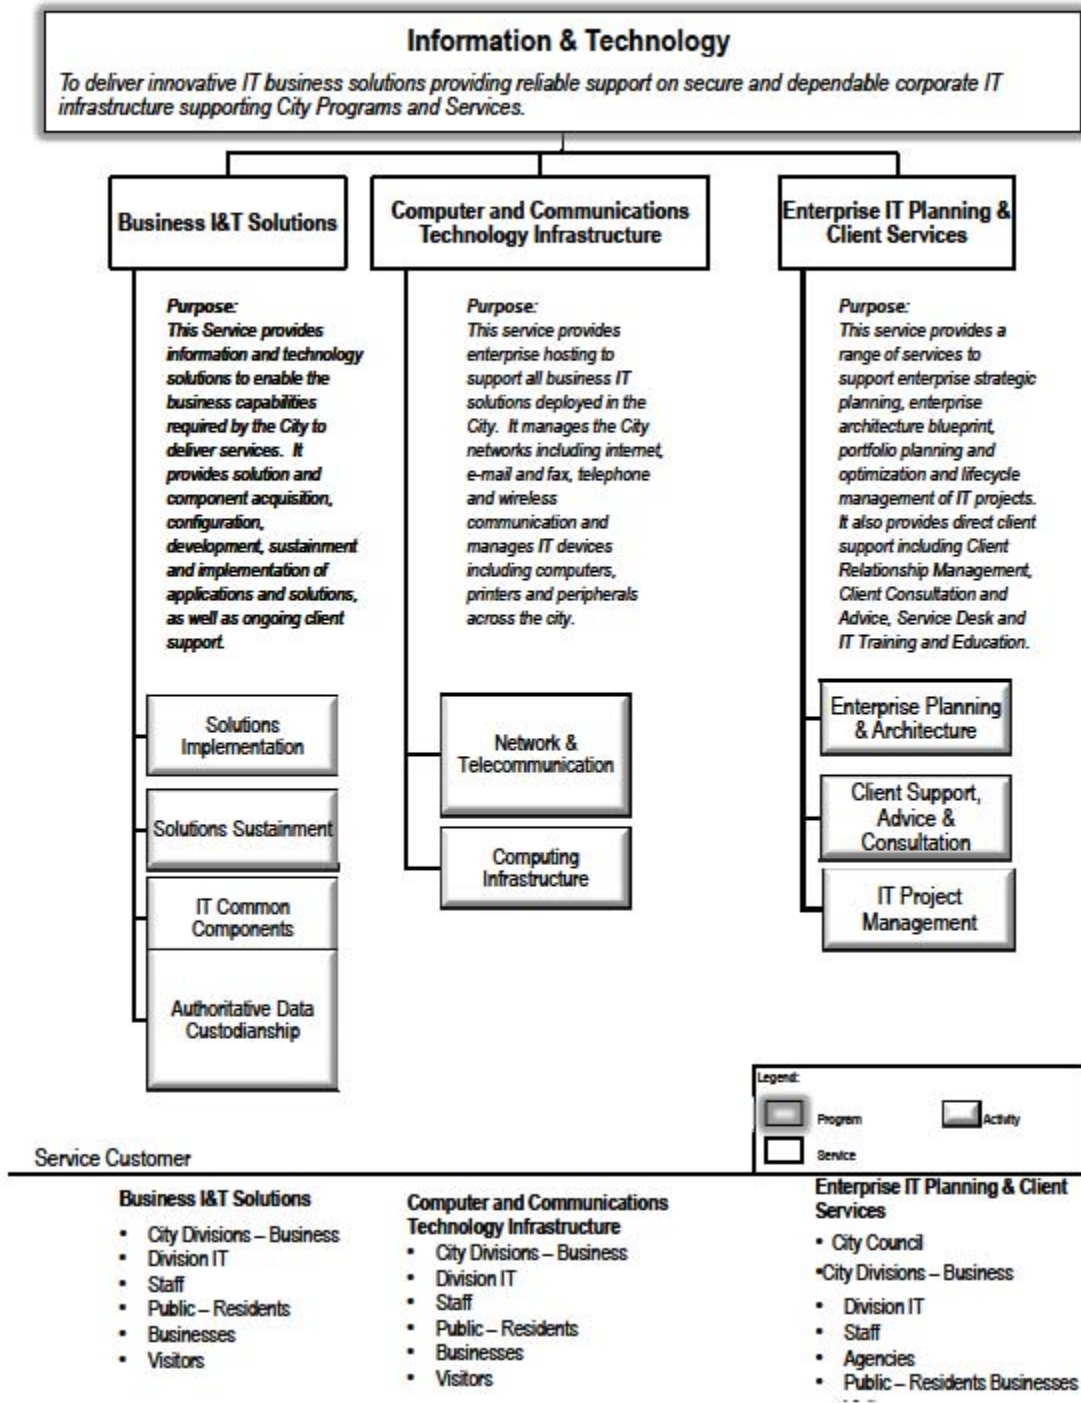 Information & Technology
To deliver innovative IT business solutions providing reliable support on secure and dependable corporate IT
infrastructure supporting City Programs and Services.
Business I&T Solutions
Computer and Communications
Technology Infrastructure
Enterprise IT Planning &
Client Services
Purpose:
This Service provides
information and technology
solutions to enable the
business capabilities
required by the City to
deliver services. It
provides solution and
component acquisition,
configuration,
development, sustainment
and implementation of
applications and solutions,
as well as ongoing client
support.
Purpose:
This service provides
enterprise hosting to
support all business IT
solutions deployed in the
City. It manages the City
networks including internet,
e-mail and fax, telephone
and wireless
communication and
manages IT devices
including computers,
printers and peripherals
across the city.
Purpose:
This service provides a
range of services to
support enterprise strategic
planning, enterprise
architecture blueprint,
portfolio planning and
optimization and lifecycle
management of IT projects.
It also provides direct client
support including Client
Relationship Management,
Client Consultation and
Advice, Service Desk and
IT Training and Education.
Solutions
Implementation
Solutions Sustainment
IT Common
Components
Authoritative Data
Custodianship
Network &
Telecommunication
Computing
Infrastructure
Enterprise Planning
& Architecture
Client Support,
Advice &
Consultation
IT Project
Management
Legend:
Program
Activity
Service
Service Customer
Business I&T Solutions
• City Divisions – Business
• Division IT
• Staff
• Public – Residents
• Businesses
• Visitors
Computer and Communications
Technology Infrastructure
• City Divisions – Business
• Division IT
• Staff
• Public – Residents
• Businesses
• Visitors
Enterprise IT Planning & Client
Services
• City Council
•City Divisions – Business
• Division IT
• Staff
• Agencies
• Public – Residents Businesses